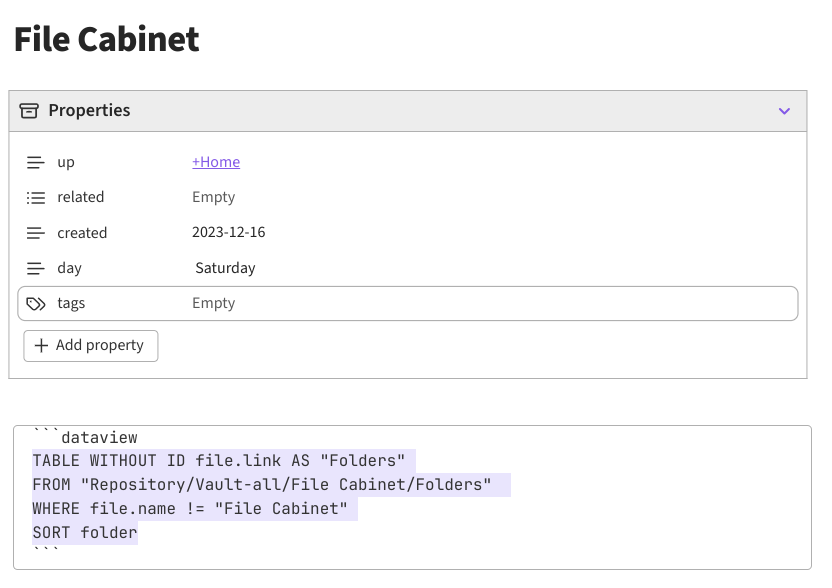 File Cabinet
Properties
up +Home
related Empty
created 2023-12-16
day Saturday
tags Empty
+ Add property
```dataview
TABLE WITHOUT ID file.link AS "Folders"
FROM "Repository/Vault-all/File Cabinet/Folders"
WHERE file.name != "File Cabinet"
SORT folder
```